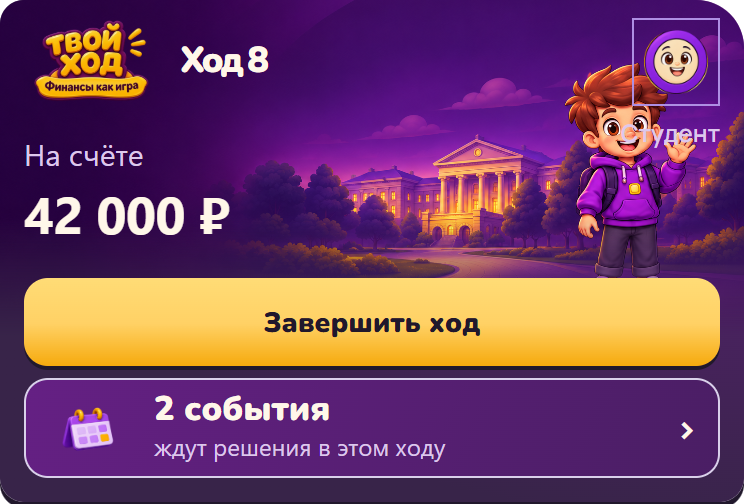 ТВОЙ
ХОД
Финансы как игра
Ход 8
Студент
На счёте
42 000 ₽
Завершить ход
2 события
ждут решения в этом ходу